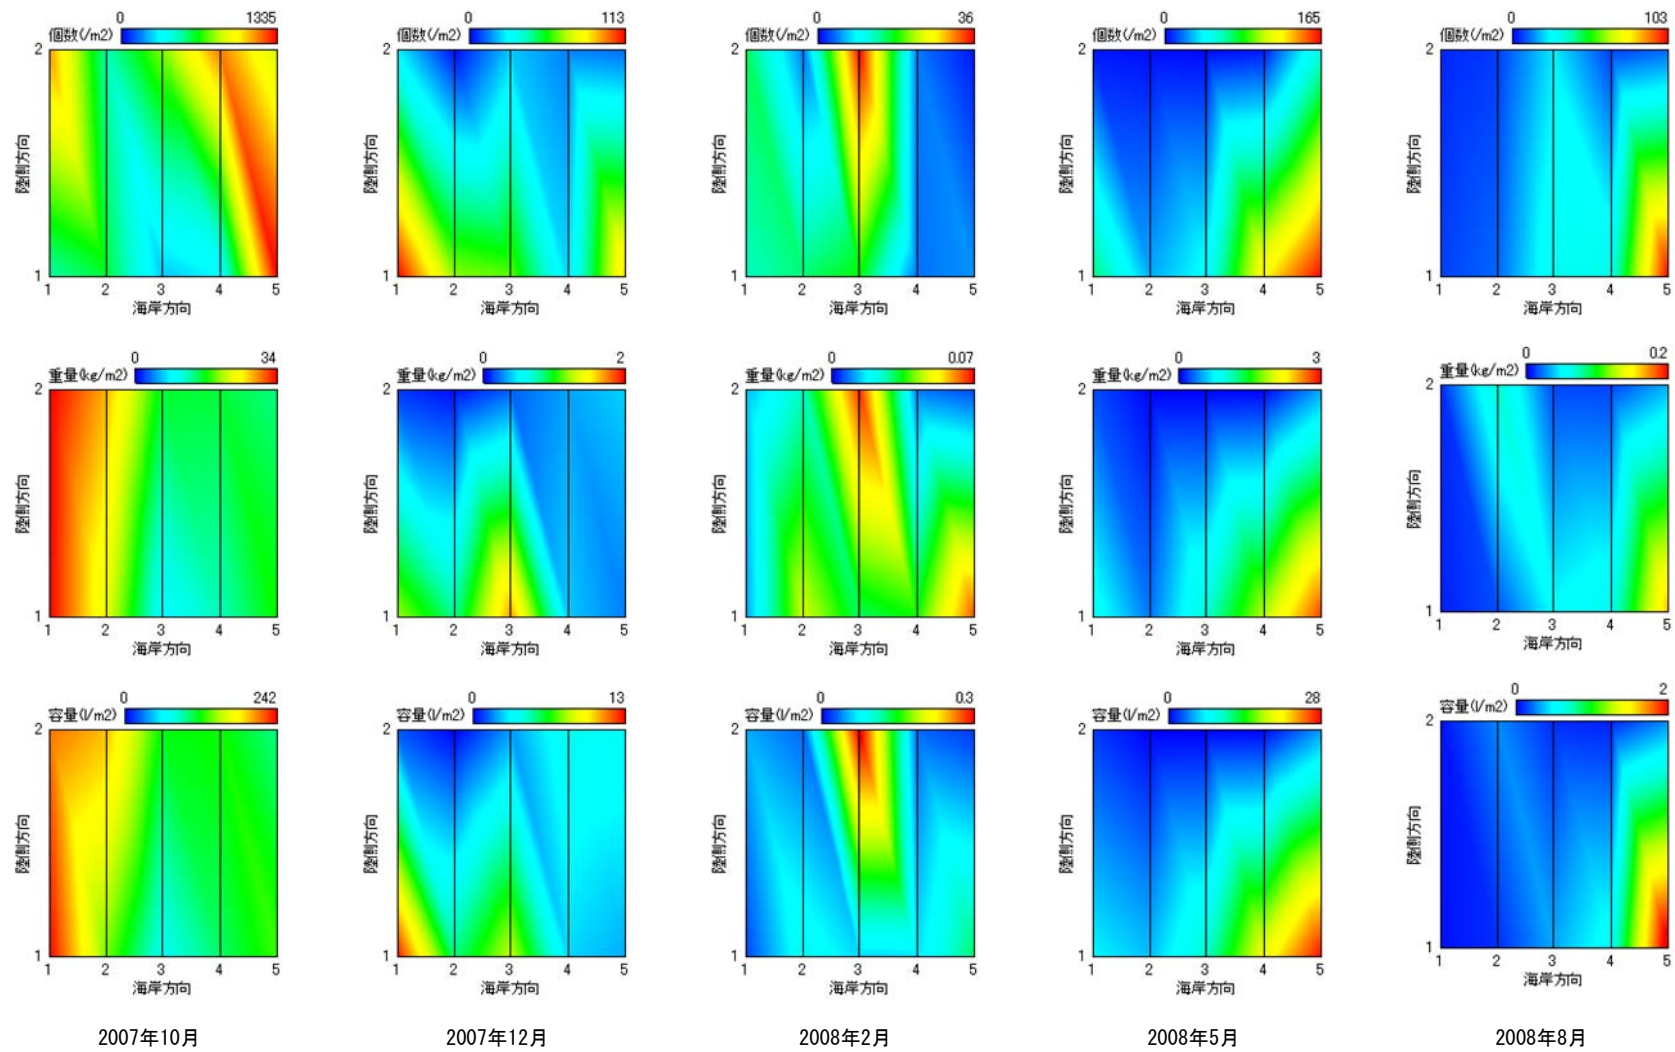 0 1335
個数(/m2)
2
陸側方向
1
1 2 3 4 5
海岸方向
0 113
個数(/m2)
2
陸側方向
1
1 2 3 4 5
海岸方向
0 36
個数(/m2)
2
陸側方向
1
1 2 3 4 5
海岸方向
0 165
個数(/m2)
2
陸側方向
1
1 2 3 4 5
海岸方向
0 103
個数(/m2)
2
陸側方向
1
1 2 3 4 5
海岸方向
0 34
重量(kg/m2)
2
陸側方向
1
1 2 3 4 5
海岸方向
0 2
重量(kg/m2)
2
陸側方向
1
1 2 3 4 5
海岸方向
0 0.07
重量(kg/m2)
2
陸側方向
1
1 2 3 4 5
海岸方向
0 3
重量(kg/m2)
2
陸側方向
1
1 2 3 4 5
海岸方向
0 0.2
重量(kg/m2)
2
陸側方向
1
1 2 3 4 5
海岸方向
0 242
容量(l/m2)
2
陸側方向
1
1 2 3 4 5
海岸方向
0 13
容量(l/m2)
2
陸側方向
1
1 2 3 4 5
海岸方向
0 0.3
容量(l/m2)
2
陸側方向
1
1 2 3 4 5
海岸方向
0 28
容量(l/m2)
2
陸側方向
1
1 2 3 4 5
海岸方向
0 2
容量(l/m2)
2
陸側方向
1
1 2 3 4 5
海岸方向
2007年10月
2007年12月
2008年2月
2008年5月
2008年8月